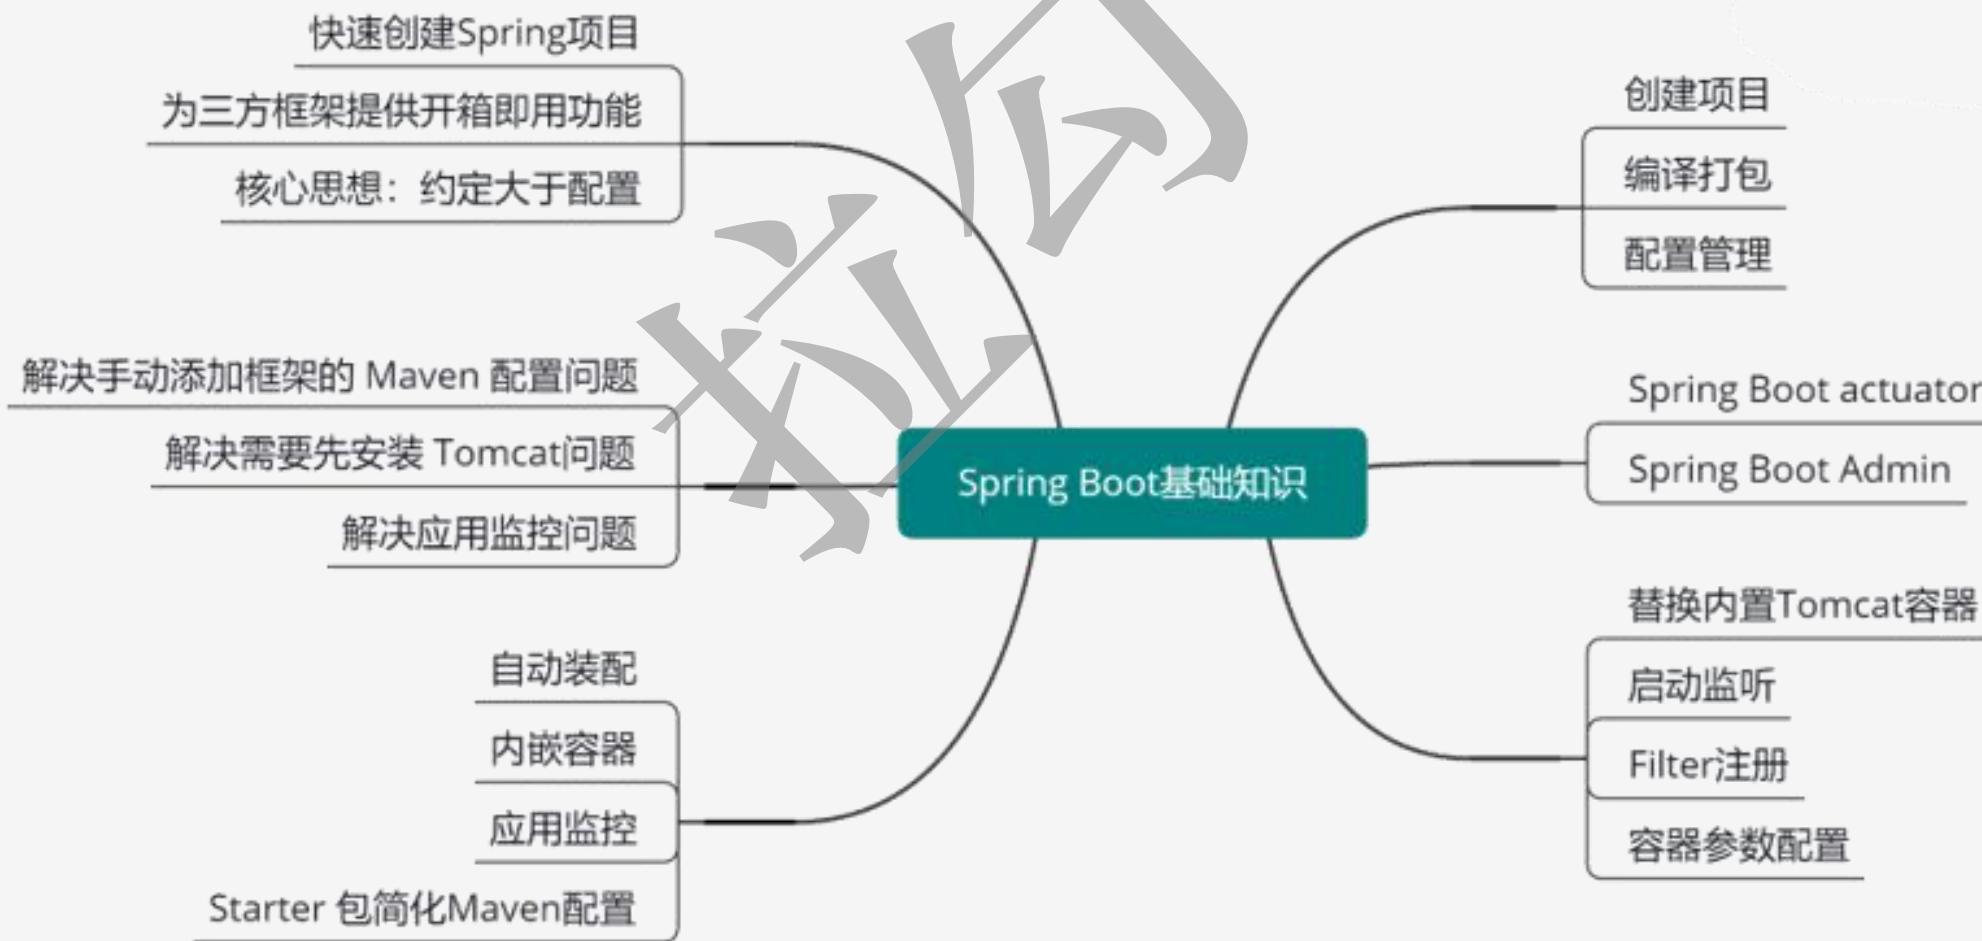 快速创建Spring项目
为三方框架提供开箱即用功能
核心思想：约定大于配置
解决手动添加框架的 Maven 配置问题
解决需要先安装 Tomcat问题
解决应用监控问题
自动装配
内嵌容器
应用监控
Starter 包简化Maven配置
Spring Boot基础知识
创建项目
编译打包
配置管理
Spring Boot actuator
Spring Boot Admin
替换内置Tomcat容器
启动监听
Filter注册
容器参数配置
拉勾